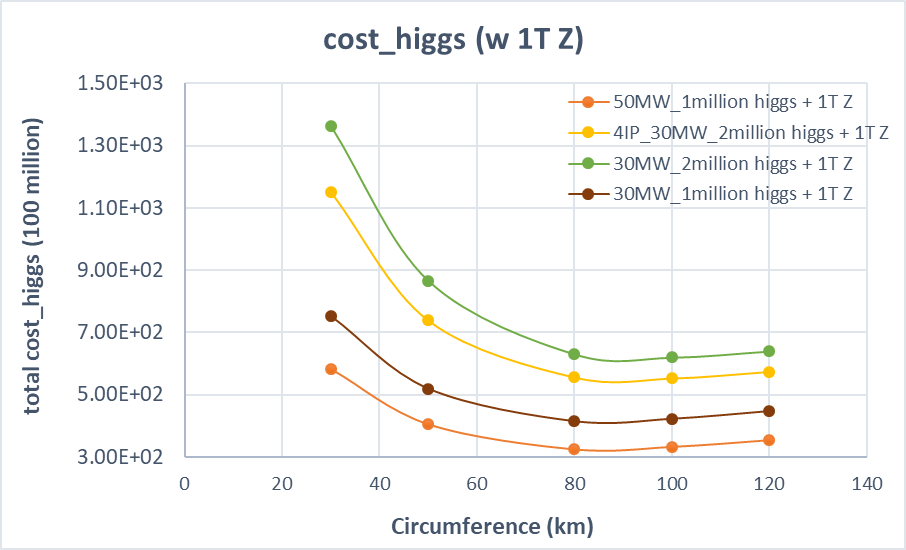 cost_higgs (w 1T Z)
total cost_higgs (100 million)
1.50E+03
1.30E+03
1.10E+03
9.00E+02
7.00E+02
5.00E+02
3.00E+02
50MW_1million higgs + 1T Z
4IP_30MW_2million higgs + 1T Z
30MW_2million higgs + 1T Z
30MW_1million higgs + 1T Z
0 20 40 60 80 100 120 140
Circumference (km)